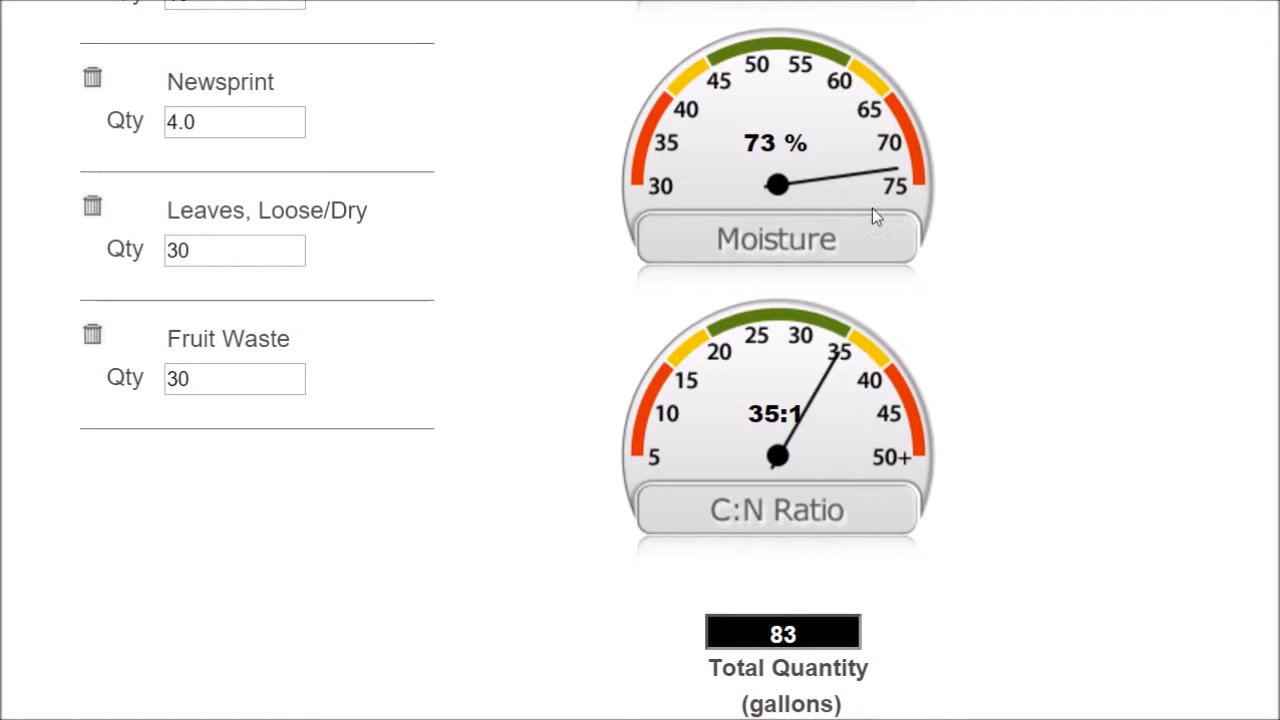 Newsprint
Qty 4.0
Leaves, Loose/Dry
Qty 30
Fruit Waste
Qty 30
30 35 40 45 50 55 60 65 70 75
73 %
Moisture
5 10 15 20 25 30 35 40 45 50+
35:1
C:N Ratio
83
Total Quantity
(gallons)